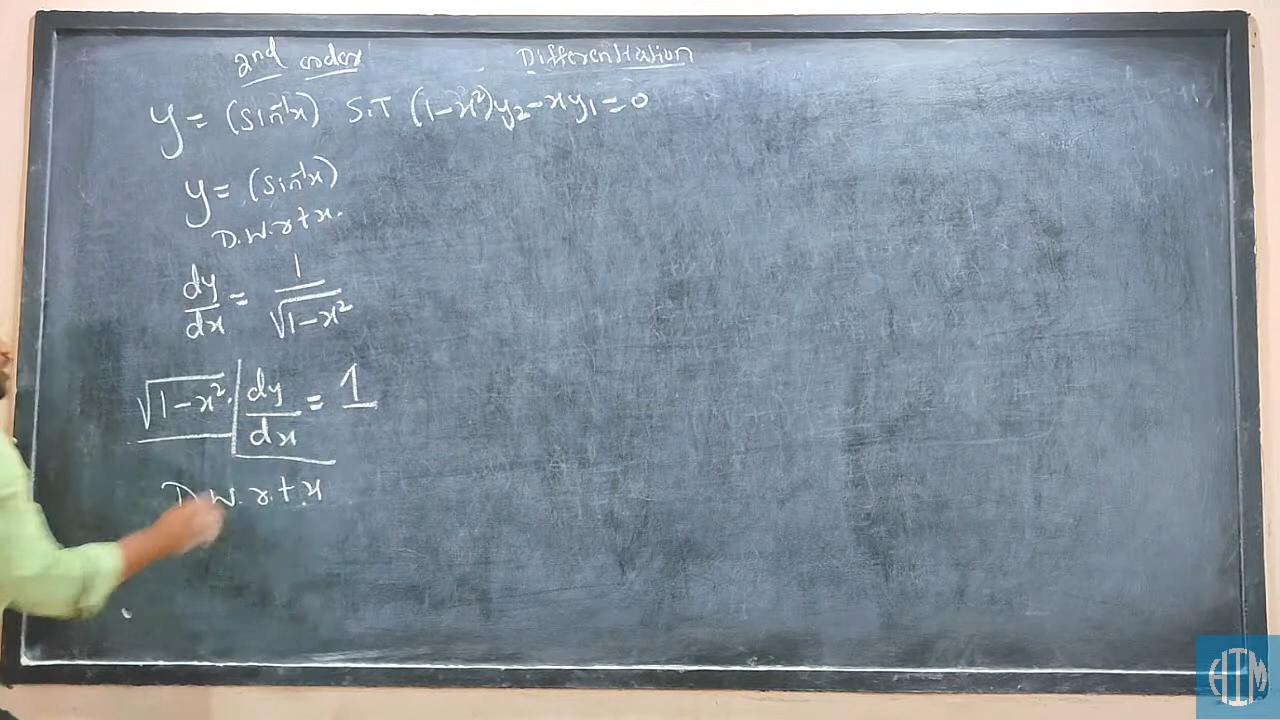 2nd order Differentiation
y = (sin⁻¹x) S.T (1-x²)y₂-xy₁=0
y = (sin⁻¹x)
D.W.r.t x.
dy/dx = 1/√1-x²
√1-x² · dy/dx = 1
D.W.r.t x
AIM